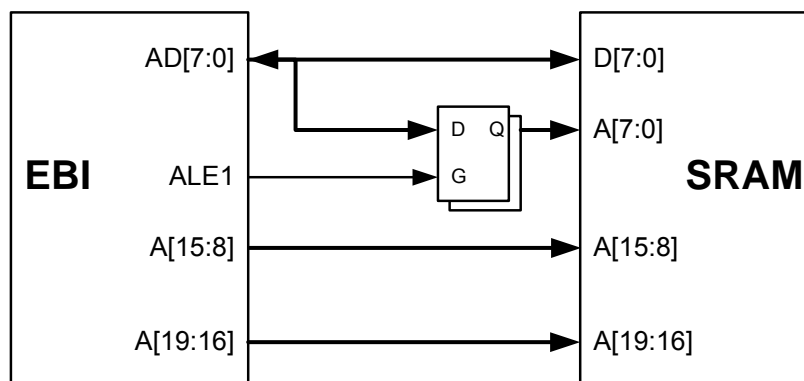 AD[7:0] D[7:0]
D Q A[7:0]
EBI ALE1 G SRAM
A[15:8] A[15:8]
A[19:16] A[19:16]